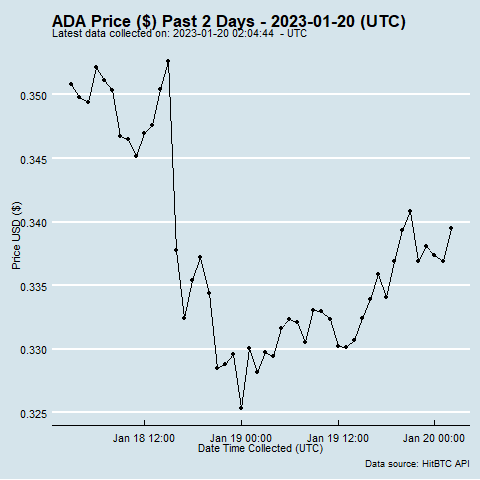 ADA Price ($) Past 2 Days - 2023-01-20 (UTC)
Latest data collected on: 2023-01-20 02:04:44 - UTC
0.350
0.345
0.340
0.335
0.330
0.325
Price USD ($)
Jan 18 12:00 Jan 19 00:00 Jan 19 12:00 Jan 20 00:00
Date Time Collected (UTC)
Data source: HitBTC API